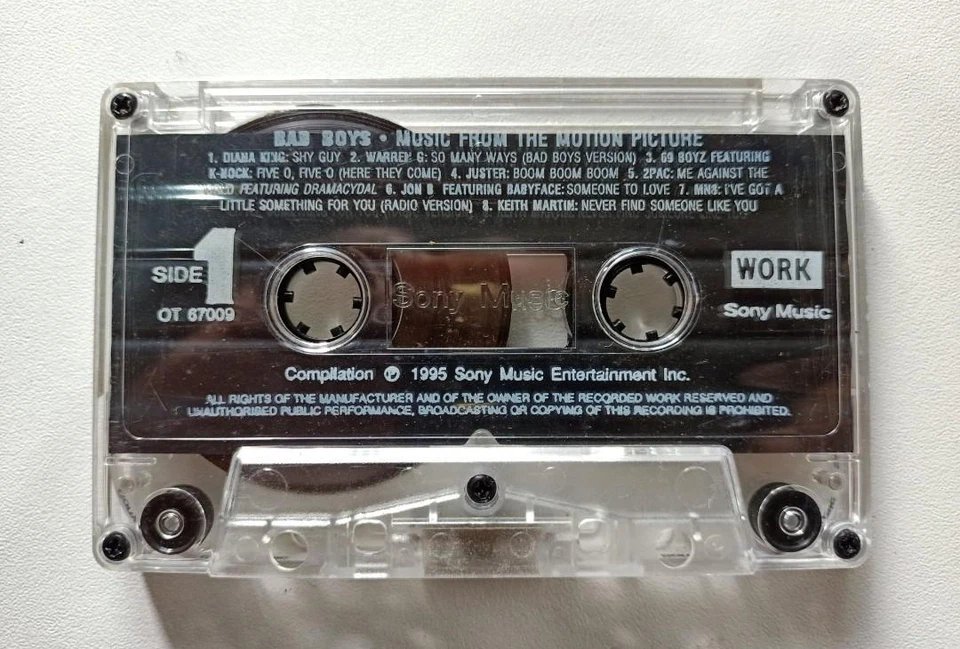 BAD BOYS • MUSIC FROM THE MOTION PICTURE
1. DIANA KING: SHY GUY 2. WARREN G: SO MANY WAYS (BAD BOYS VERSION) 3. 69 BOYZ FEATURING
K-NOCK: FIVE O, FIVE O (HERE THEY COME) 4. JUSTER: BOOM BOOM BOOM 5. 2PAC: ME AGAINST THE
WORLD FEATURING DRAMACYDAL 6. JON B FEATURING BABYFACE: SOMEONE TO LOVE 7. MN8: I'VE GOT A
LITTLE SOMETHING FOR YOU (RADIO VERSION) 8. KEITH MARTIN: NEVER FIND SOMEONE LIKE YOU
SIDE 1
OT 67009
Sony Music
WORK
Sony Music
Compilation ℗ 1995 Sony Music Entertainment Inc.
ALL RIGHTS OF THE MANUFACTURER AND OF THE OWNER OF THE RECORDED WORK RESERVED AND
UNAUTHORISED PUBLIC PERFORMANCE, BROADCASTING OR COPYING OF THIS RECORDING IS PROHIBITED.